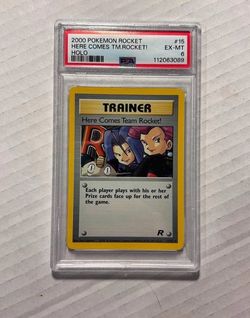 2000 POKEMON ROCKET #15
HERE COMES TM.ROCKET! EX-MT
HOLO 6
PSA 112063089
TRAINER
Here Comes Team Rocket!
R
Each player plays with his or her
Prize cards face up for the rest of
the game.
R